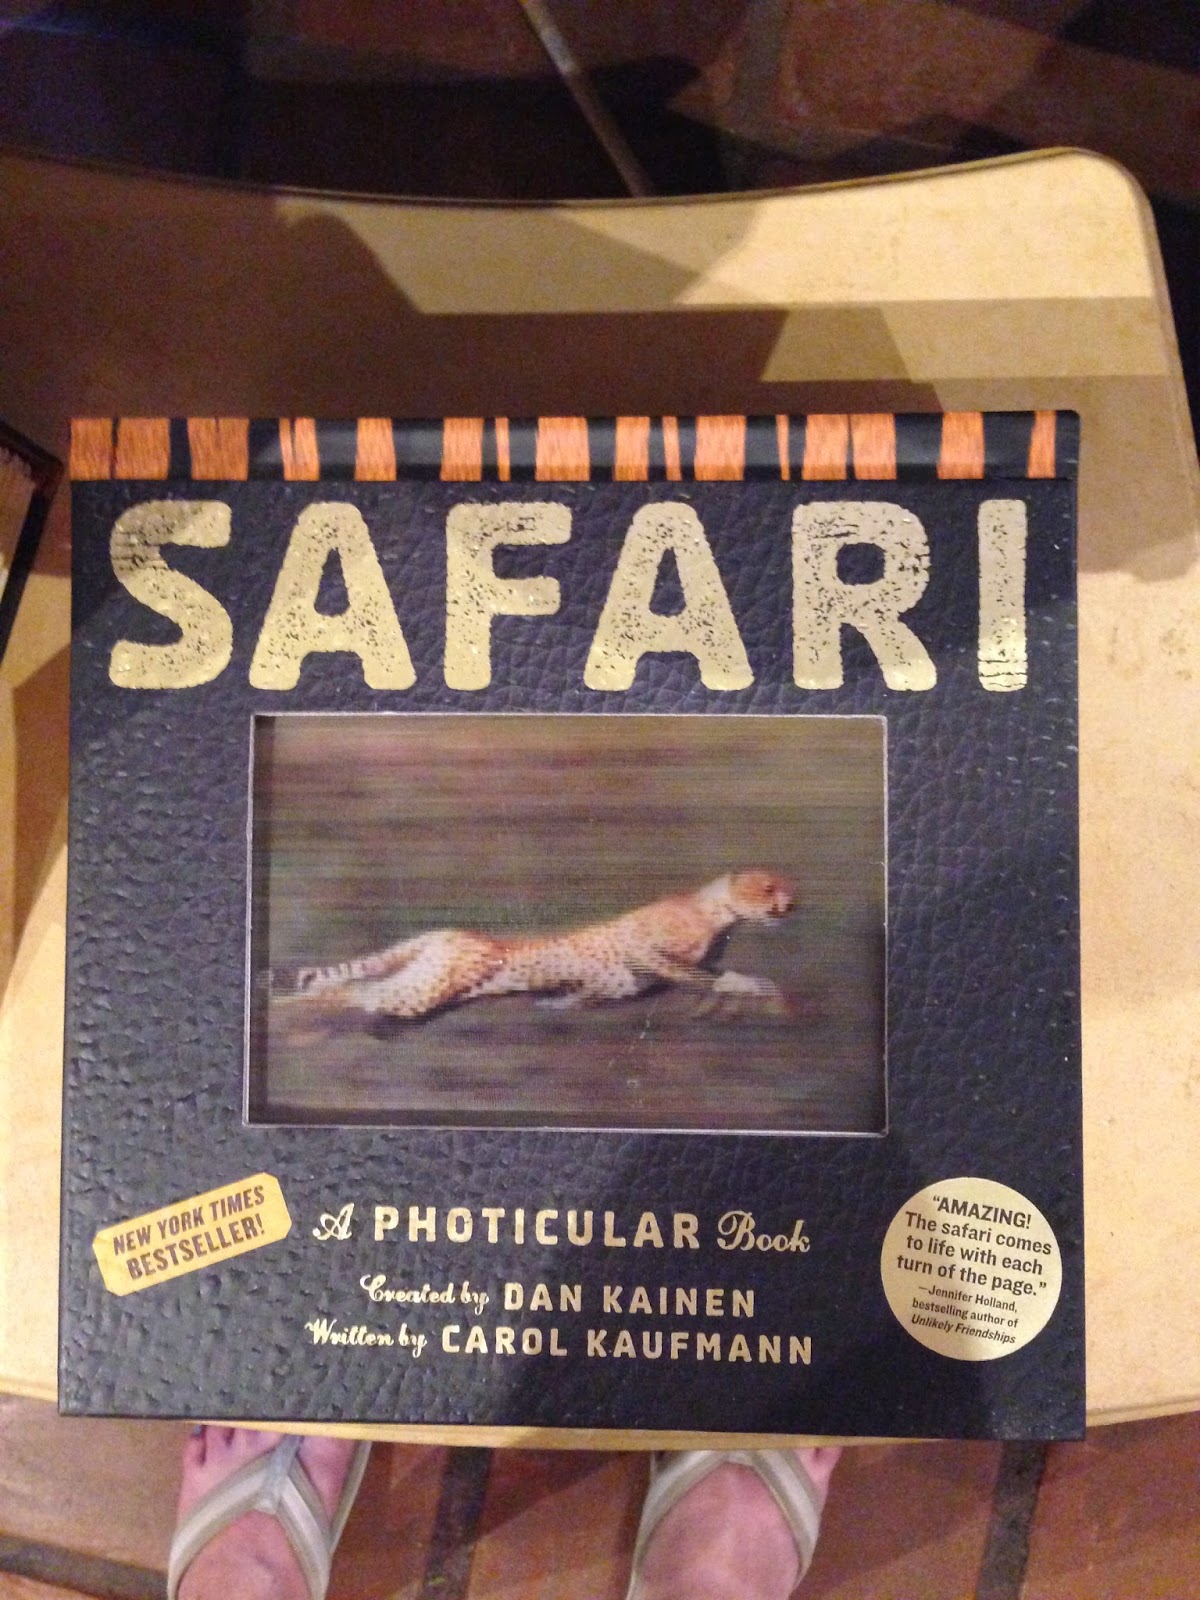 SAFARI
NEW YORK TIMES
BESTSELLER!
A PHOTICULAR Book
Created by DAN KAINEN
Written by CAROL KAUFMANN
“AMAZING!
The safari comes
to life with each
turn of the page.”
—Jennifer Holland,
bestselling author of
Unlikely Friendships